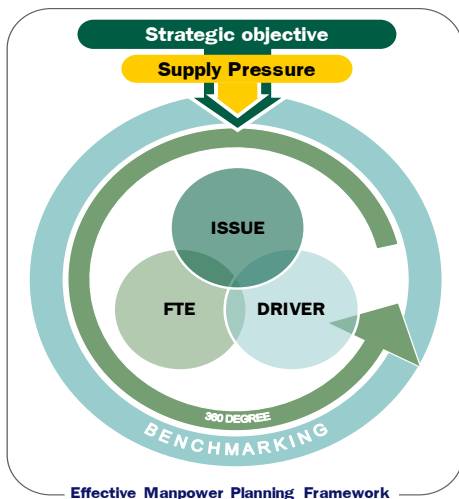 Strategic objective
Supply Pressure
ISSUE
FTE DRIVER
360 DEGREE
BENCHMARKING
Effective Manpower Planning Framework